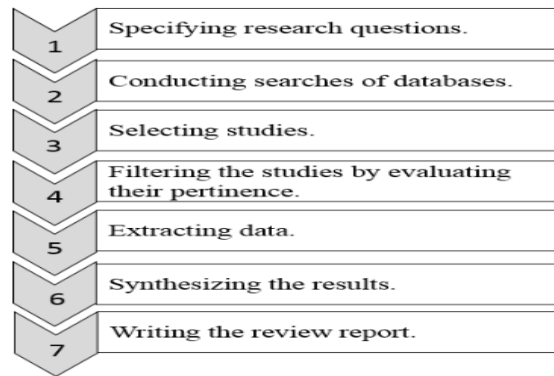 1 Specifying research questions.
2 Conducting searches of databases.
3 Selecting studies.
4 Filtering the studies by evaluating
their pertinence.
5 Extracting data.
6 Synthesizing the results.
7 Writing the review report.